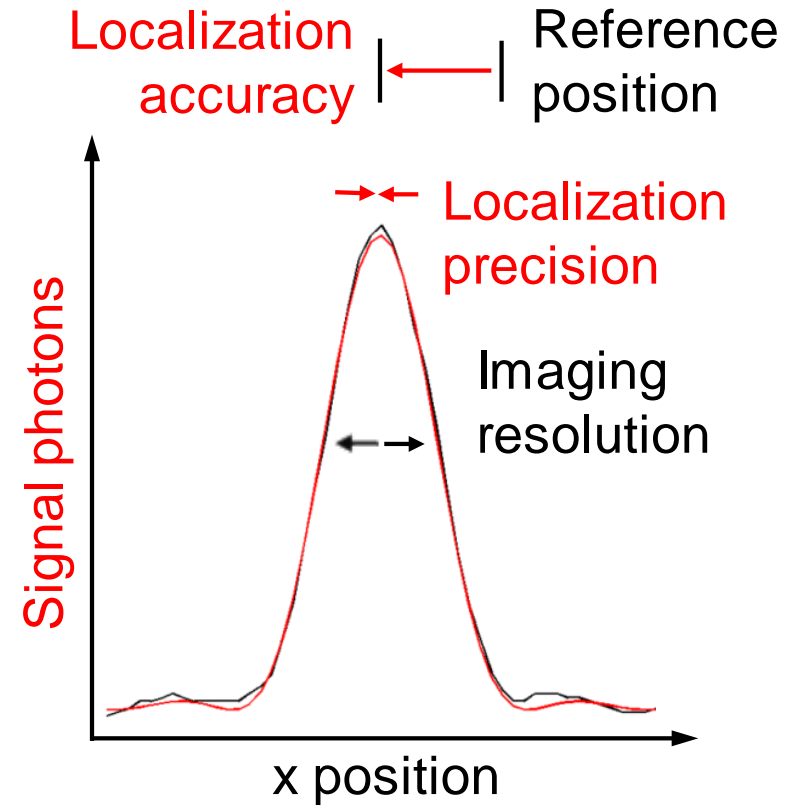 Localization
accuracy
Reference
position
Localization
precision
Imaging
resolution
Signal photons
x position